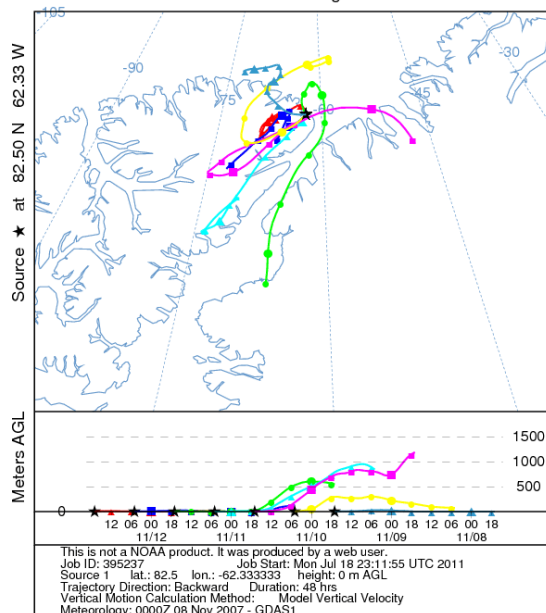 -105
-90
-75
-60
-45
-30
Source ★ at 82.50 N 62.33 W
Meters AGL
1500
1000
500
0
12 06 00 18 12 06 00 18 12 06 00 18 12 06 00 18 12 06 00 18
11/12 11/11 11/10 11/09 11/08
This is not a NOAA product. It was produced by a web user.
Job ID: 395237 Job Start: Mon Jul 18 23:11:55 UTC 2011
Source 1 lat.: 82.5 lon.: -62.333333 height: 0 m AGL
Trajectory Direction: Backward Duration: 48 hrs
Vertical Motion Calculation Method: Model Vertical Velocity
Meteorology: 0000Z 08 Nov 2007 - GDAS1